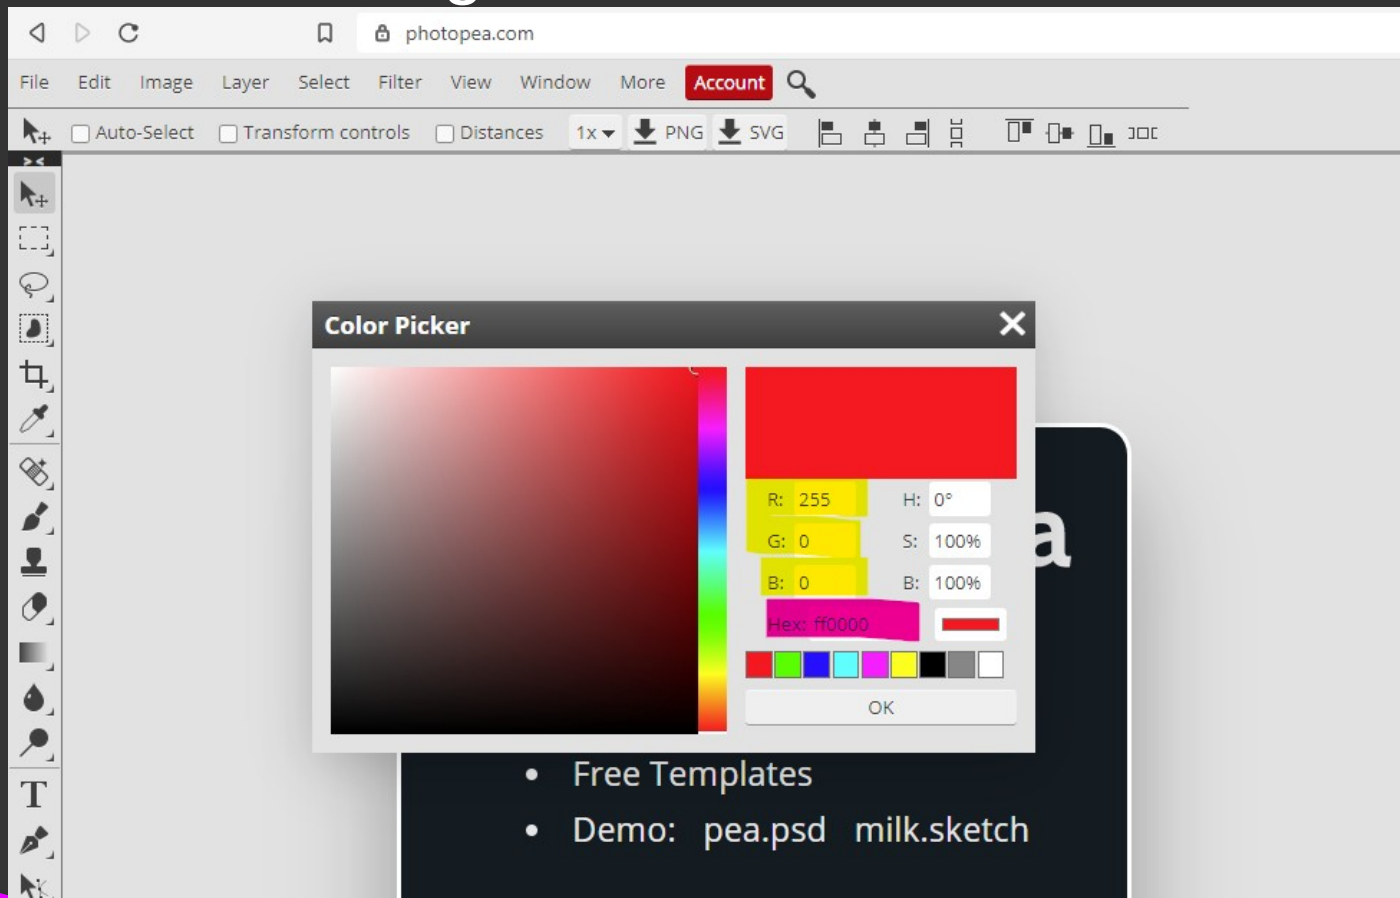 photopea.com
File Edit Image Layer Select Filter View Window More Account
Auto-Select Transform controls Distances 1x PNG SVG
Color Picker
R: 255 H: 0°
G: 0 S: 100%
B: 0 B: 100%
Hex: ff0000
OK
a
• Free Templates
• Demo: pea.psd milk.sketch
T